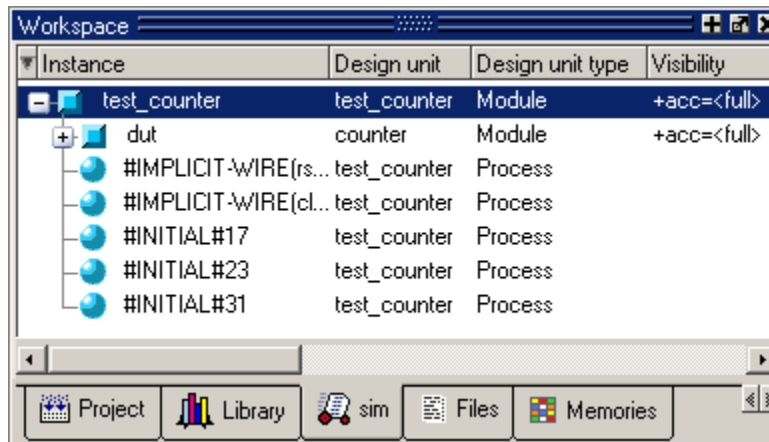 Workspace
Instance Design unit Design unit type Visibility
test_counter test_counter Module +acc=<full>
dut counter Module +acc=<full>
#IMPLICIT-WIRE(rs... test_counter Process
#IMPLICIT-WIRE(cl... test_counter Process
#INITIAL#17 test_counter Process
#INITIAL#23 test_counter Process
#INITIAL#31 test_counter Process
Project Library sim Files Memories